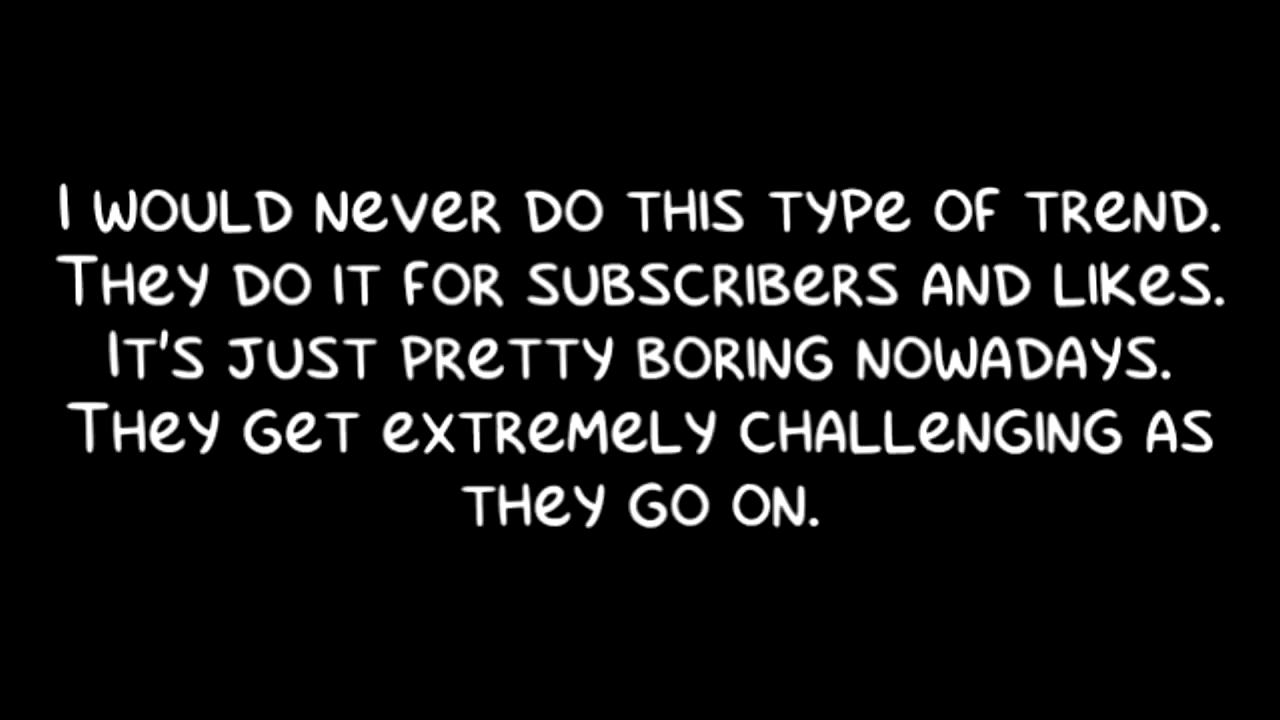 I would never do this type of trend.
They do it for subscribers and likes.
It's just pretty boring nowadays.
They get extremely challenging as
they go on.